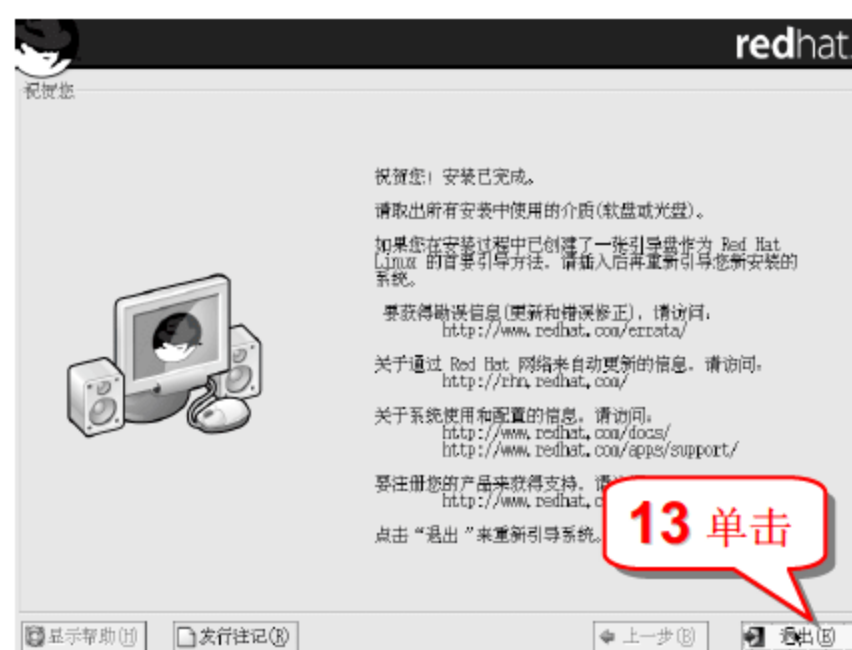 redhat.
祝贺您
祝贺您！安装已完成。
请取出所有安装中使用的介质(软盘或光盘)。
如果您在安装过程中已创建了一张引导盘作为 Red Hat
Linux 的首要引导方法，请插入后再重新引导您新安装的
系统。
要获得勘误信息(更新和错误修正)，请访问：
http://www.redhat.com/errata/
关于通过 Red Hat 网络来自动更新的信息，请访问：
http://rhn.redhat.com/
关于系统使用和配置的信息，请访问：
http://www.redhat.com/docs/
http://www.redhat.com/apps/support/
要注册您的产品来获得支持，请
http://www.redhat.c
点击“退出”来重新引导系统。
13 单击
显示帮助(H)
发行注记(R)
上一步(B)
退出(E)